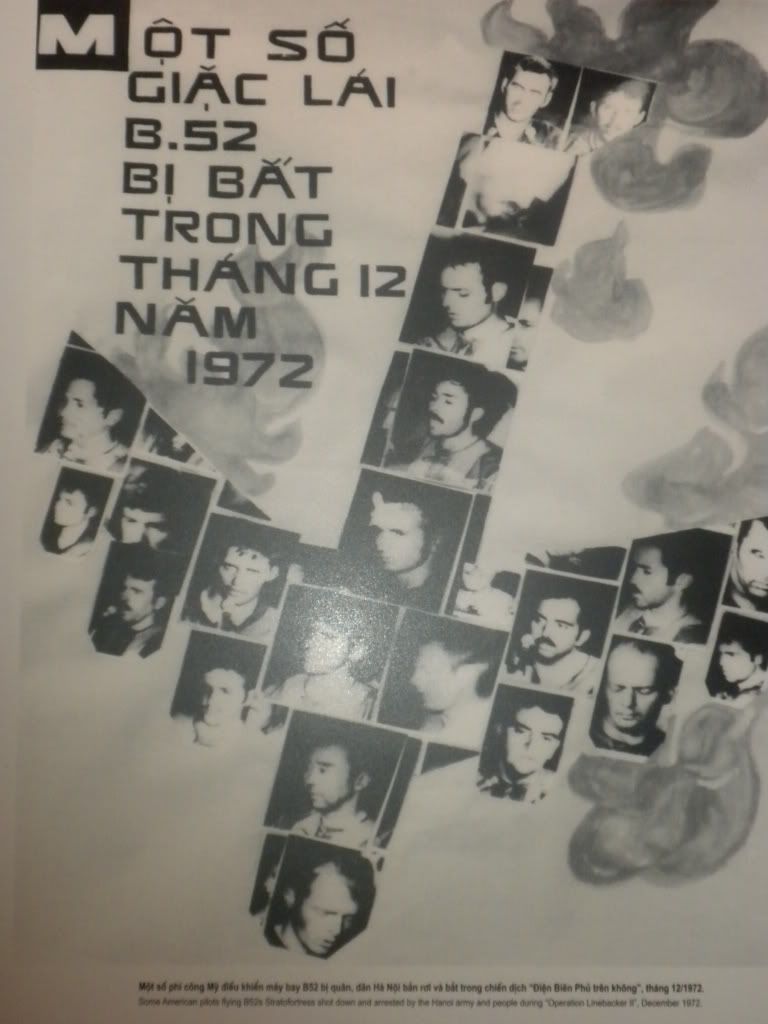 MỘT SỐ
GIẶC LÁI
B.52
BỊ BẮT
TRONG
THÁNG 12
NĂM
1972
Một số phi công Mỹ điều khiển máy bay B52 bị quân, dân Hà Nội bắn rơi và bắt trong chiến dịch "Điện Biên Phủ trên không", tháng 12/1972.
Some American pilots flying B52s Stratofortress shot down and arrested by the Hanoi army and people during "Operation Linebacker II", December 1972.